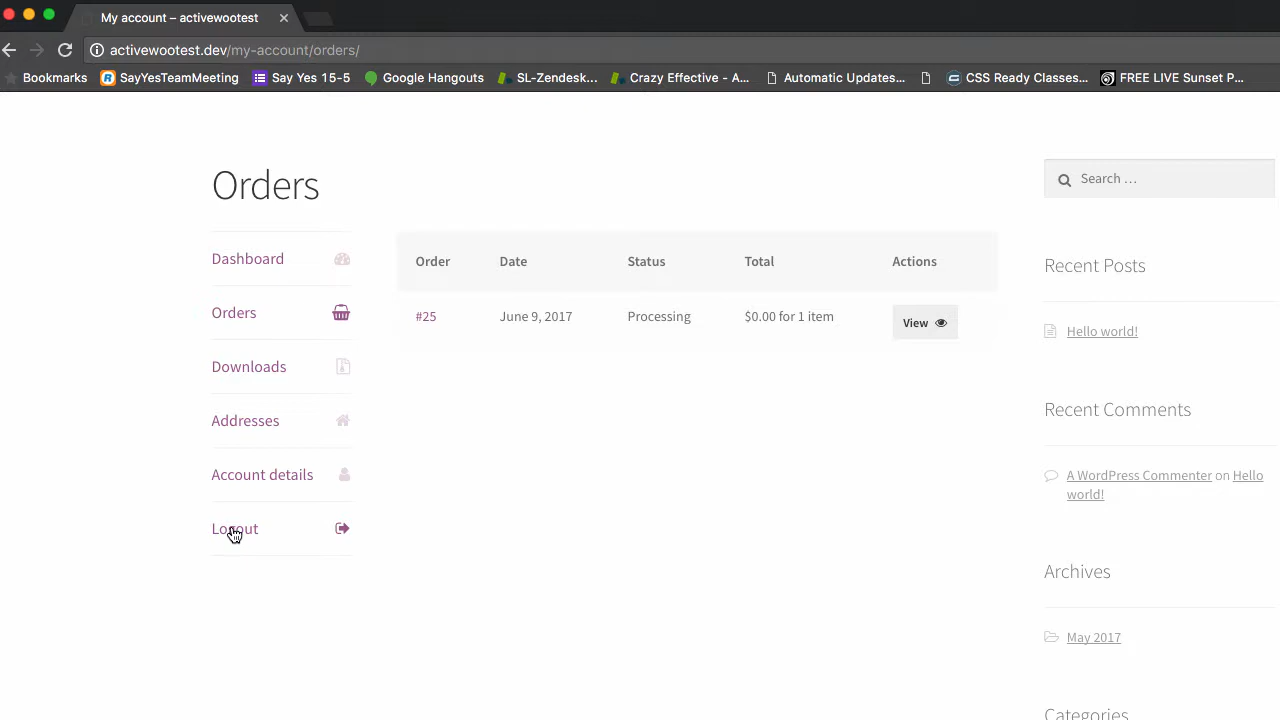 My account – activewootest
activewootest.dev/my-account/orders/
Bookmarks SayYesTeamMeeting Say Yes 15-5 Google Hangouts SL-Zendesk... Crazy Effective - A... Automatic Updates... CSS Ready Classes... FREE LIVE Sunset P...
Orders
Search …
Dashboard
Orders
Downloads
Addresses
Account details
Logout
Order Date Status Total Actions
#25 June 9, 2017 Processing $0.00 for 1 item View
Recent Posts
Hello world!
Recent Comments
A WordPress Commenter on Hello
world!
Archives
May 2017
Categories